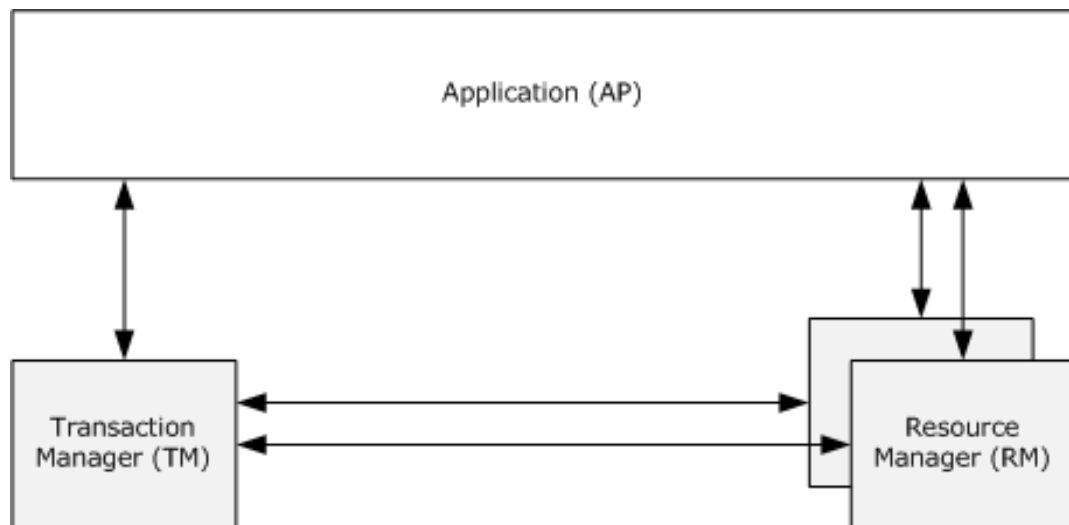 Application (AP)
Transaction
Manager (TM)
Resource
Manager (RM)